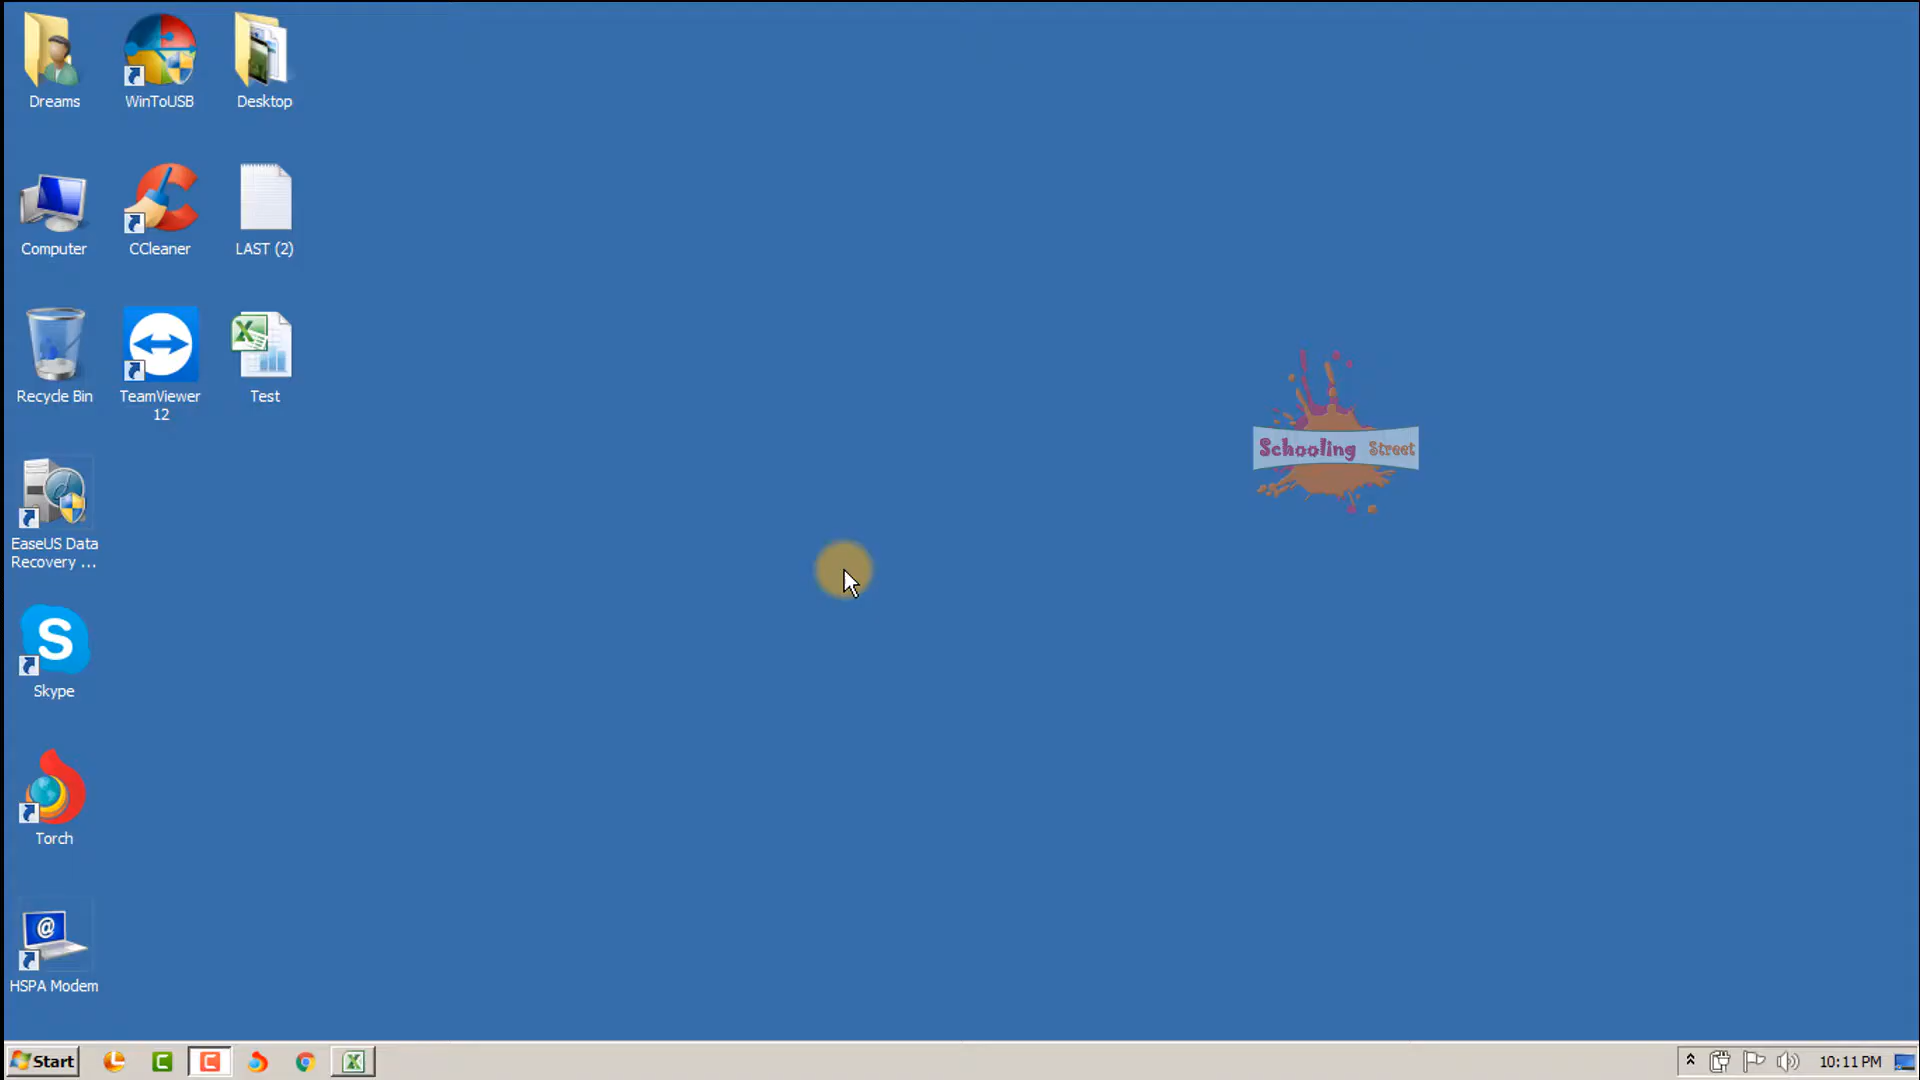 Dreams
WinToUSB
Desktop
Computer
CCleaner
LAST (2)
Recycle Bin
TeamViewer
12
Test
Schooling Street
EaseUS Data
Recovery ...
Skype
Torch
HSPA Modem
Start
10:11 PM